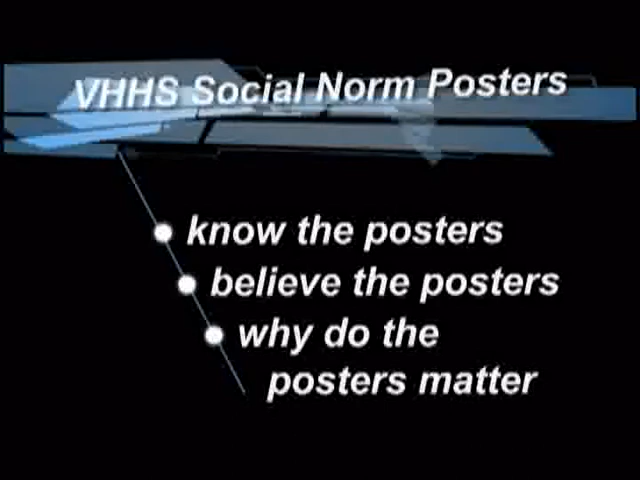 VHHS Social Norm Posters
know the posters
believe the posters
why do the
posters matter